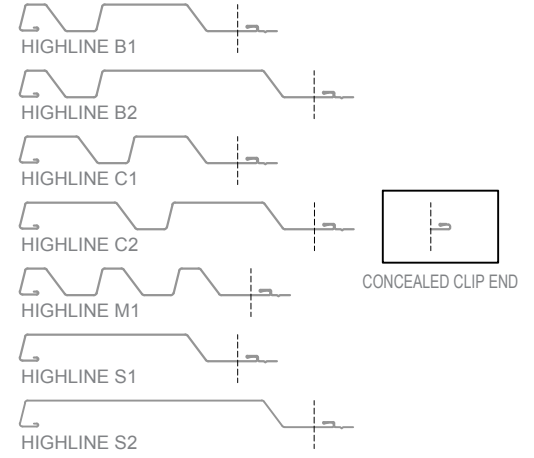 HIGHLINE B1
HIGHLINE B2
HIGHLINE C1
HIGHLINE C2
CONCEALED CLIP END
HIGHLINE M1
HIGHLINE S1
HIGHLINE S2